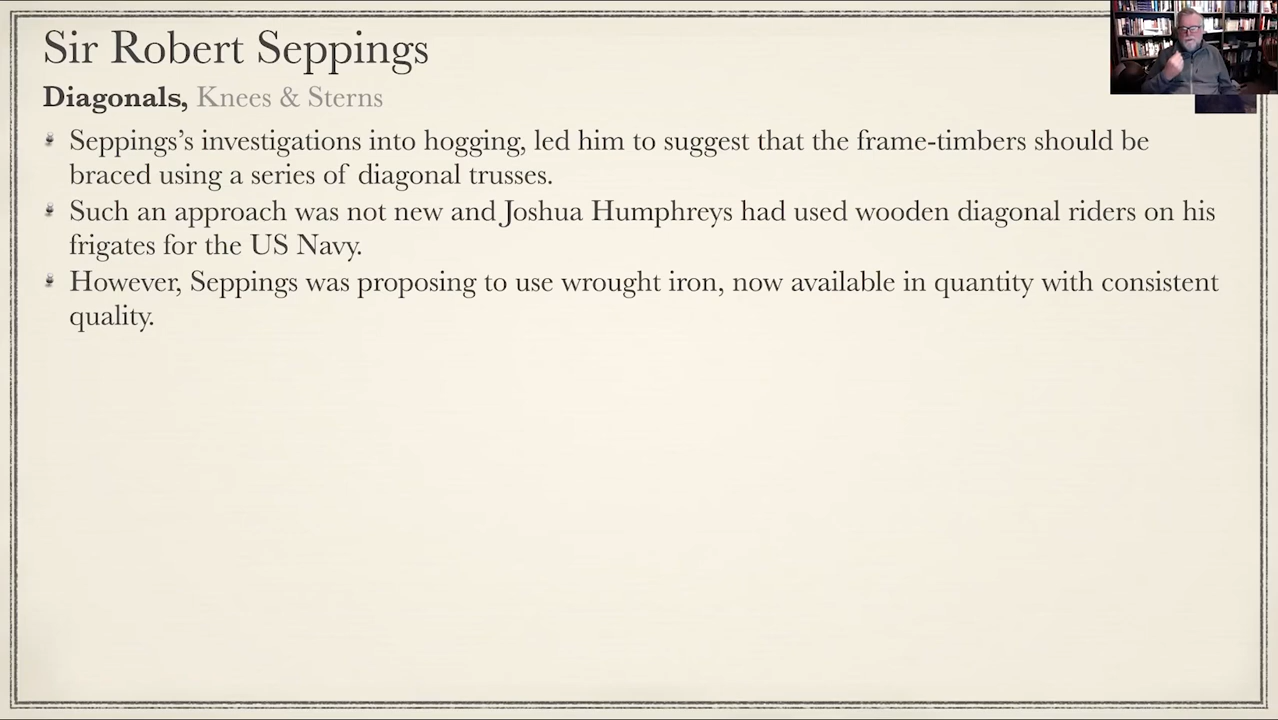 Sir Robert Seppings
Diagonals, Knees & Sterns
Seppings’s investigations into hogging, led him to suggest that the frame-timbers should be
braced using a series of diagonal trusses.
Such an approach was not new and Joshua Humphreys had used wooden diagonal riders on his
frigates for the US Navy.
However, Seppings was proposing to use wrought iron, now available in quantity with consistent
quality.